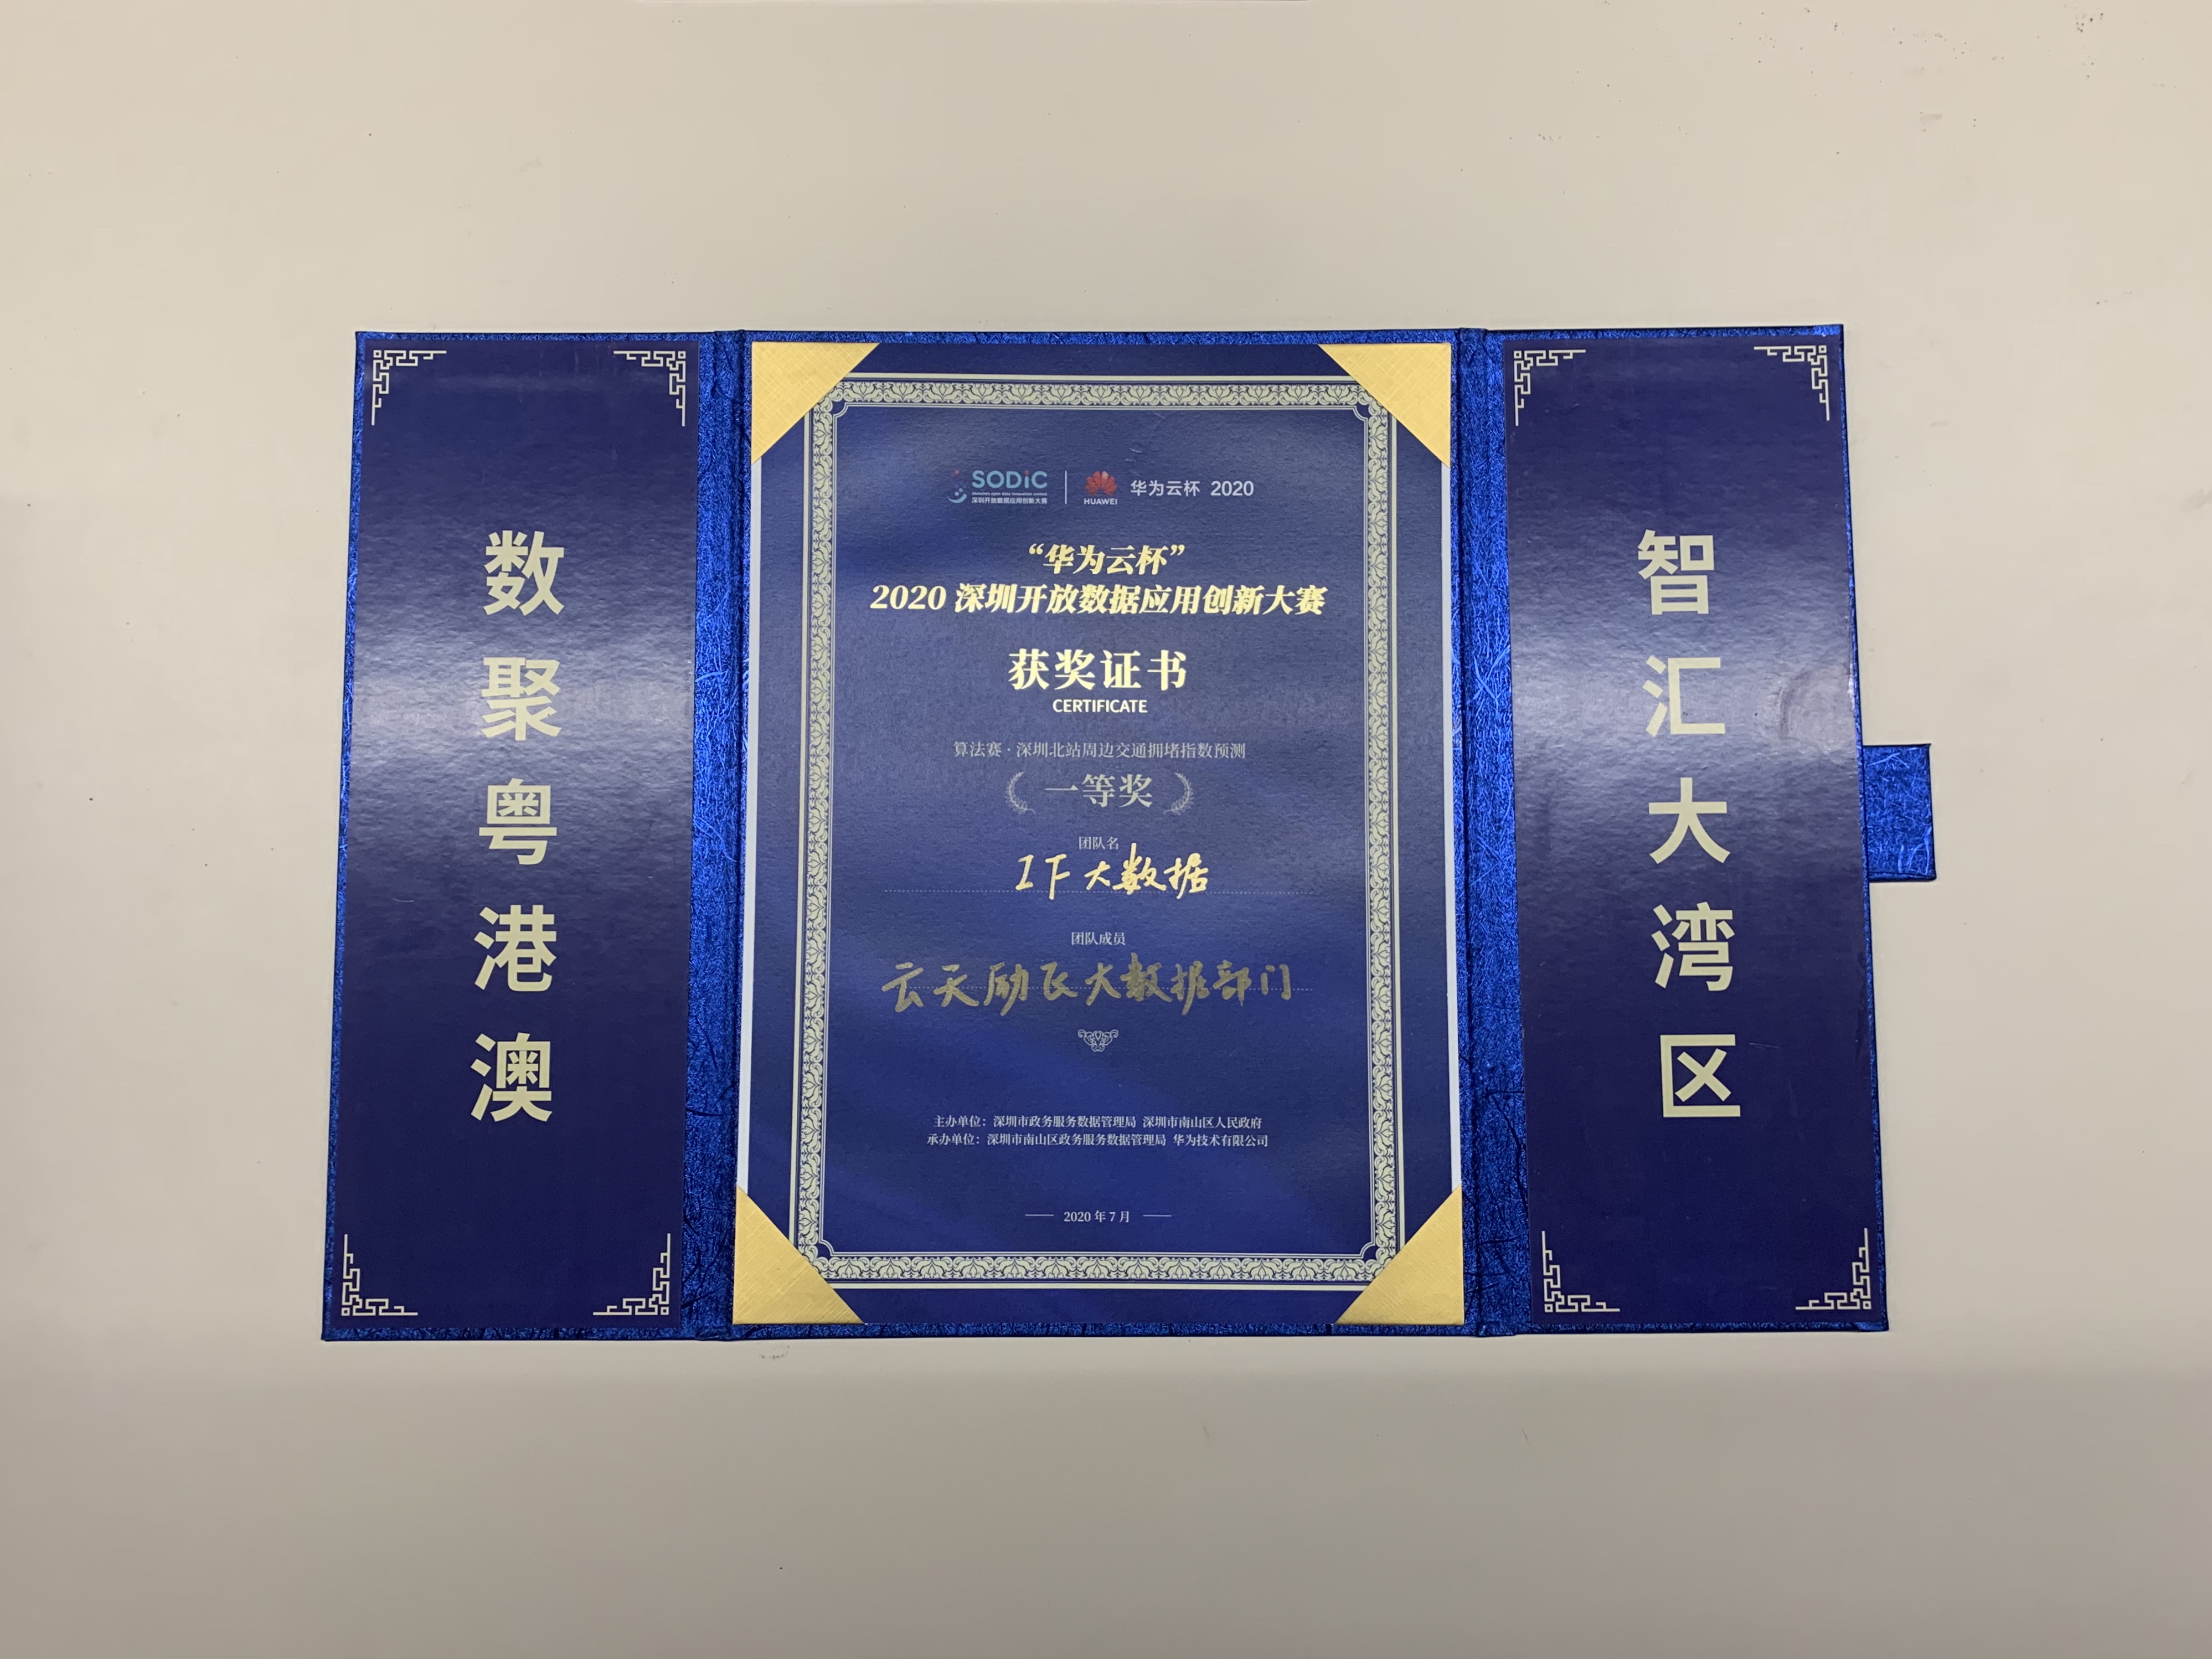 数聚粤港澳
SODiC
Shenzhen Open Data Innovation Contest
深圳开放数据应用创新大赛
HUAWEI
华为云杯 2020
“华为云杯”
2020 深圳开放数据应用创新大赛
获奖证书
CERTIFICATE
算法赛·深圳北站周边交通拥堵指数预测
一等奖
团队名
IF大数据
团队成员
云天励飞大数据部门
主办单位：深圳市政务服务数据管理局 深圳市南山区人民政府
承办单位：深圳市南山区政务服务数据管理局 华为技术有限公司
2020 年 7 月
智汇大湾区